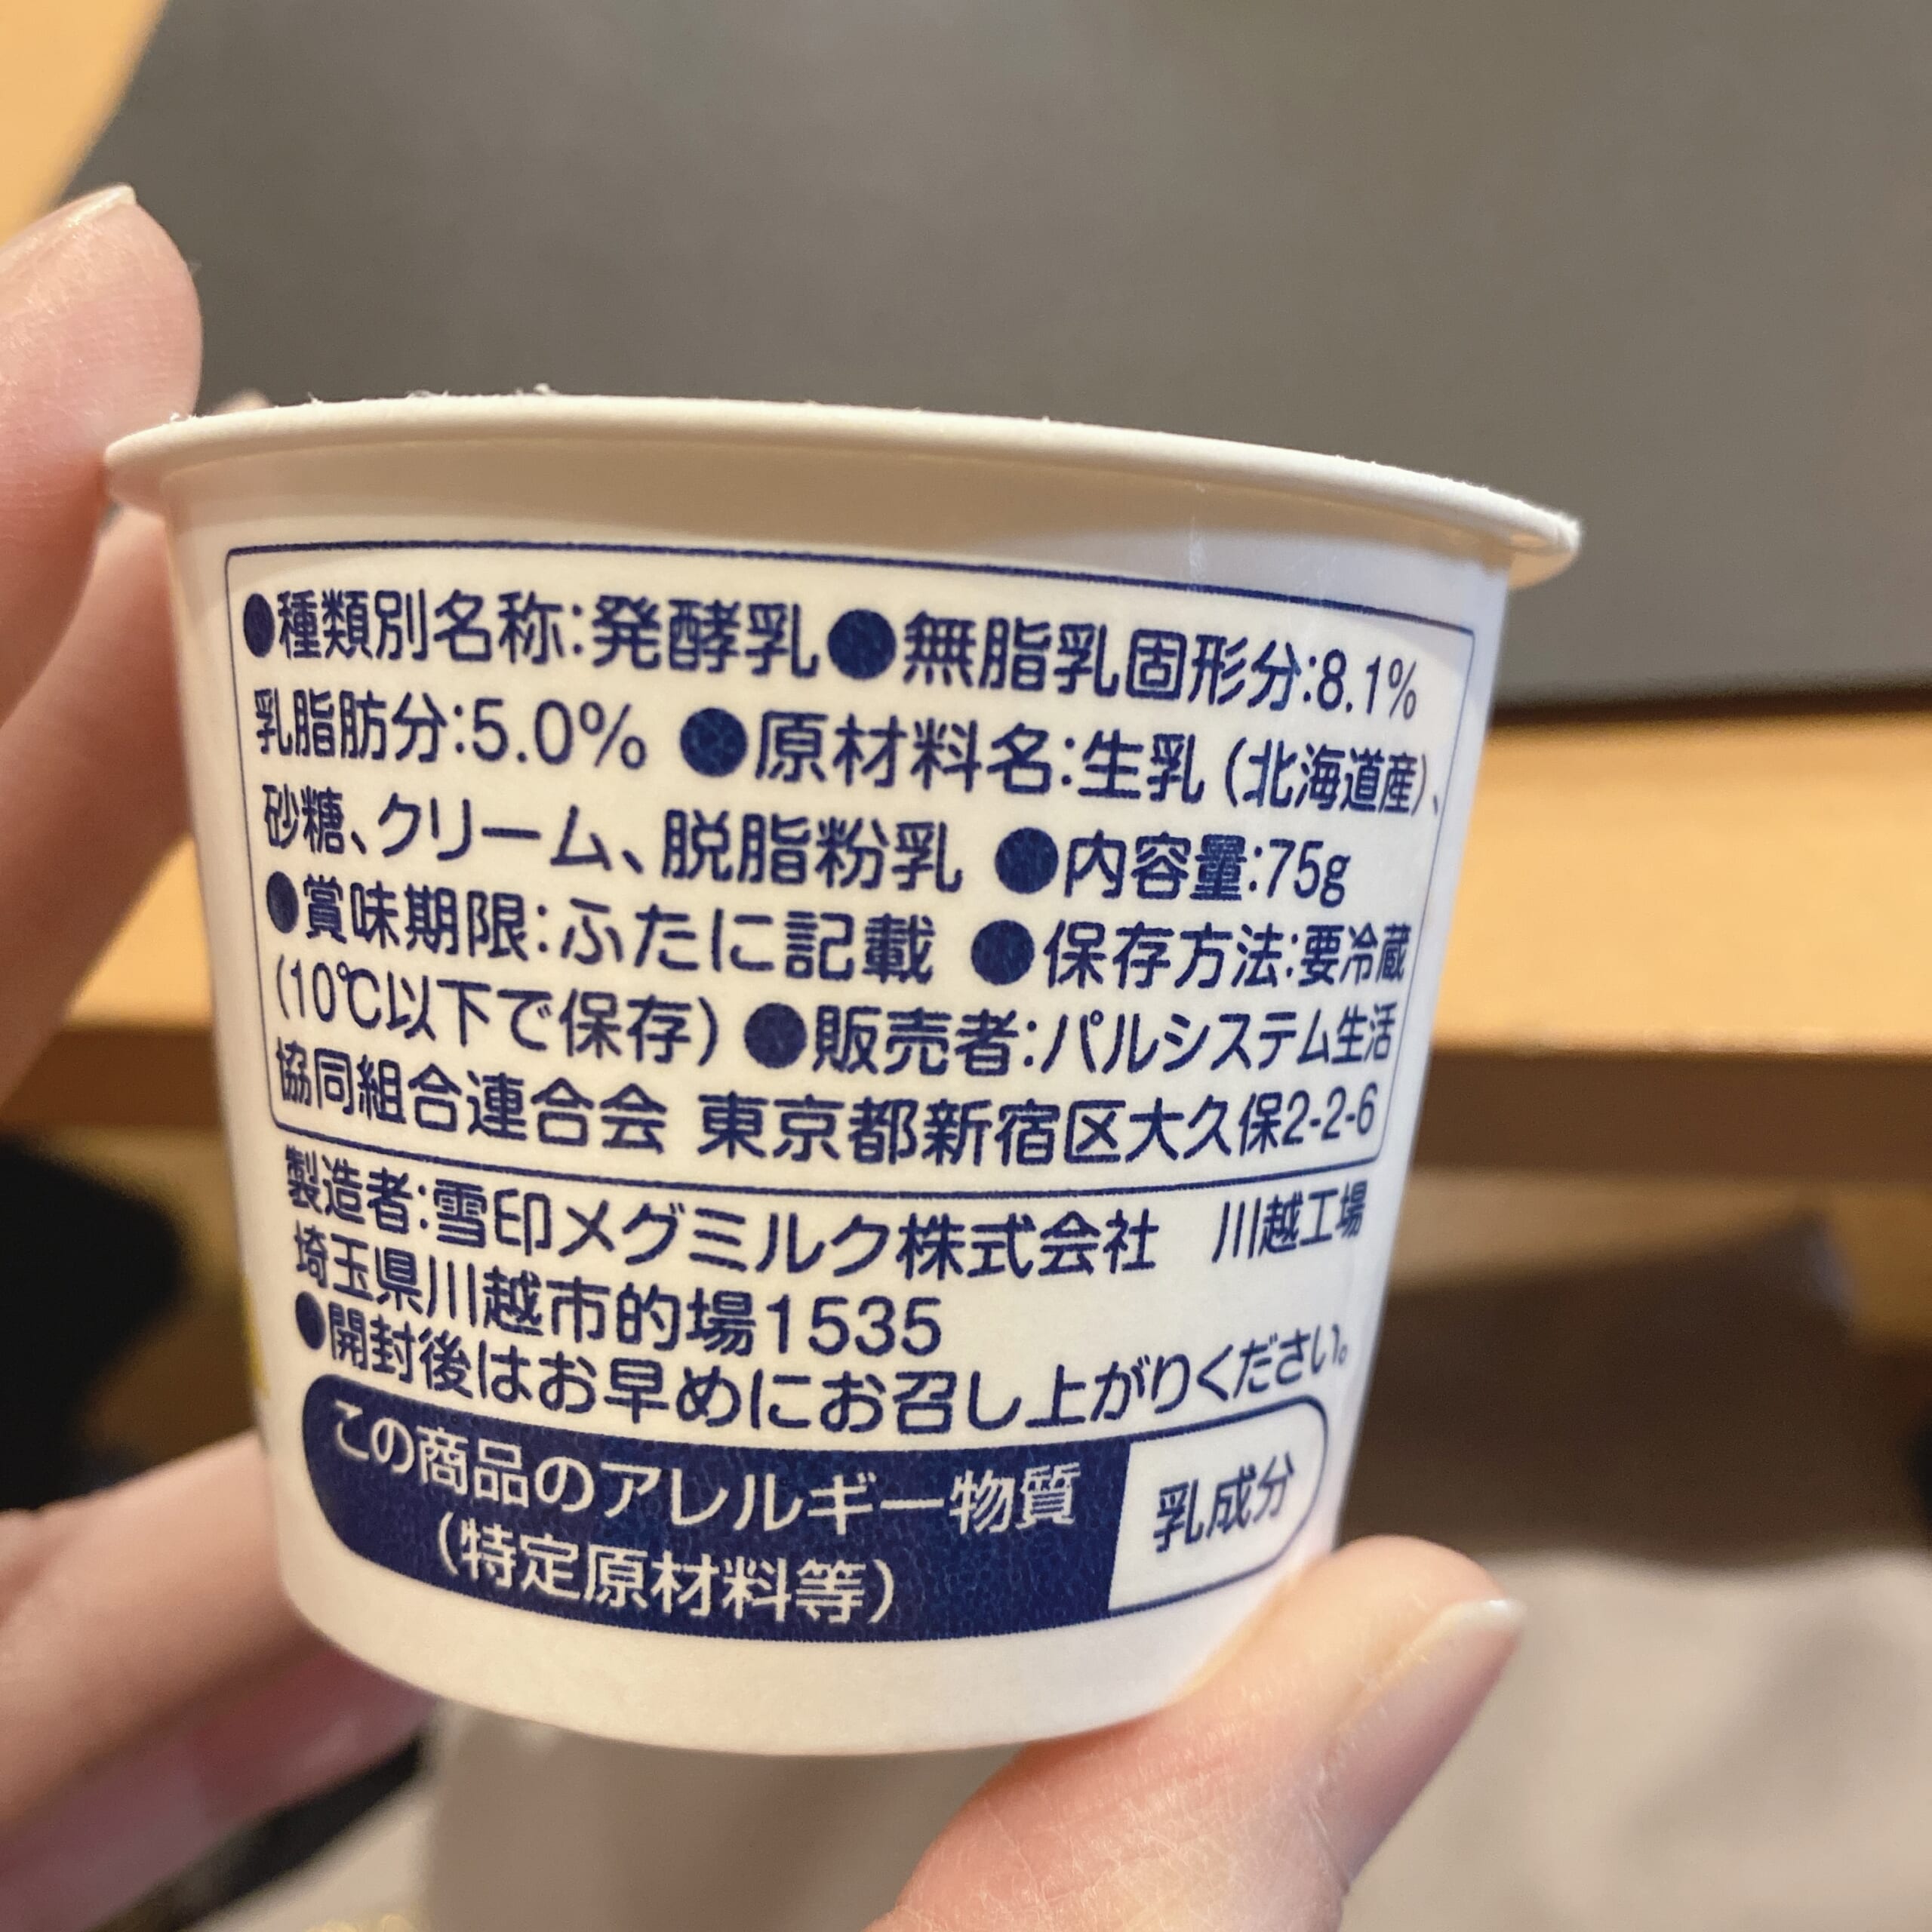 ●種類別名称:発酵乳●無脂乳固形分:8.1%
乳脂肪分:5.0% ●原材料名:生乳(北海道産)、
砂糖、クリーム、脱脂粉乳 ●内容量:75g
●賞味期限:ふたに記載 ●保存方法:要冷蔵
(10℃以下で保存)●販売者:パルシステム生活
協同組合連合会 東京都新宿区大久保2-2-6
製造者:雪印メグミルク株式会社 川越工場
埼玉県川越市的場1535
●開封後はお早めにお召し上がりください。
この商品のアレルギー物質
(特定原材料等)
乳成分